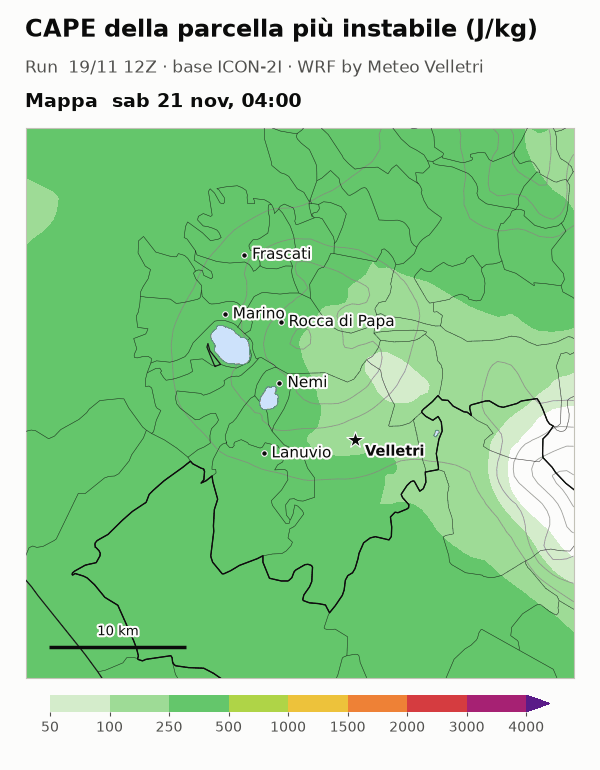 CAPE della parcella più instabile (J/kg)
Run  19/11 12Z · base ICON-2I · WRF by Meteo Velletri
Mappa  sab 21 nov, 04:00
Frascati
Marino
Rocca di Papa
Nemi
Velletri
Lanuvio
10 km
50 100 250 500 1000 1500 2000 3000 4000